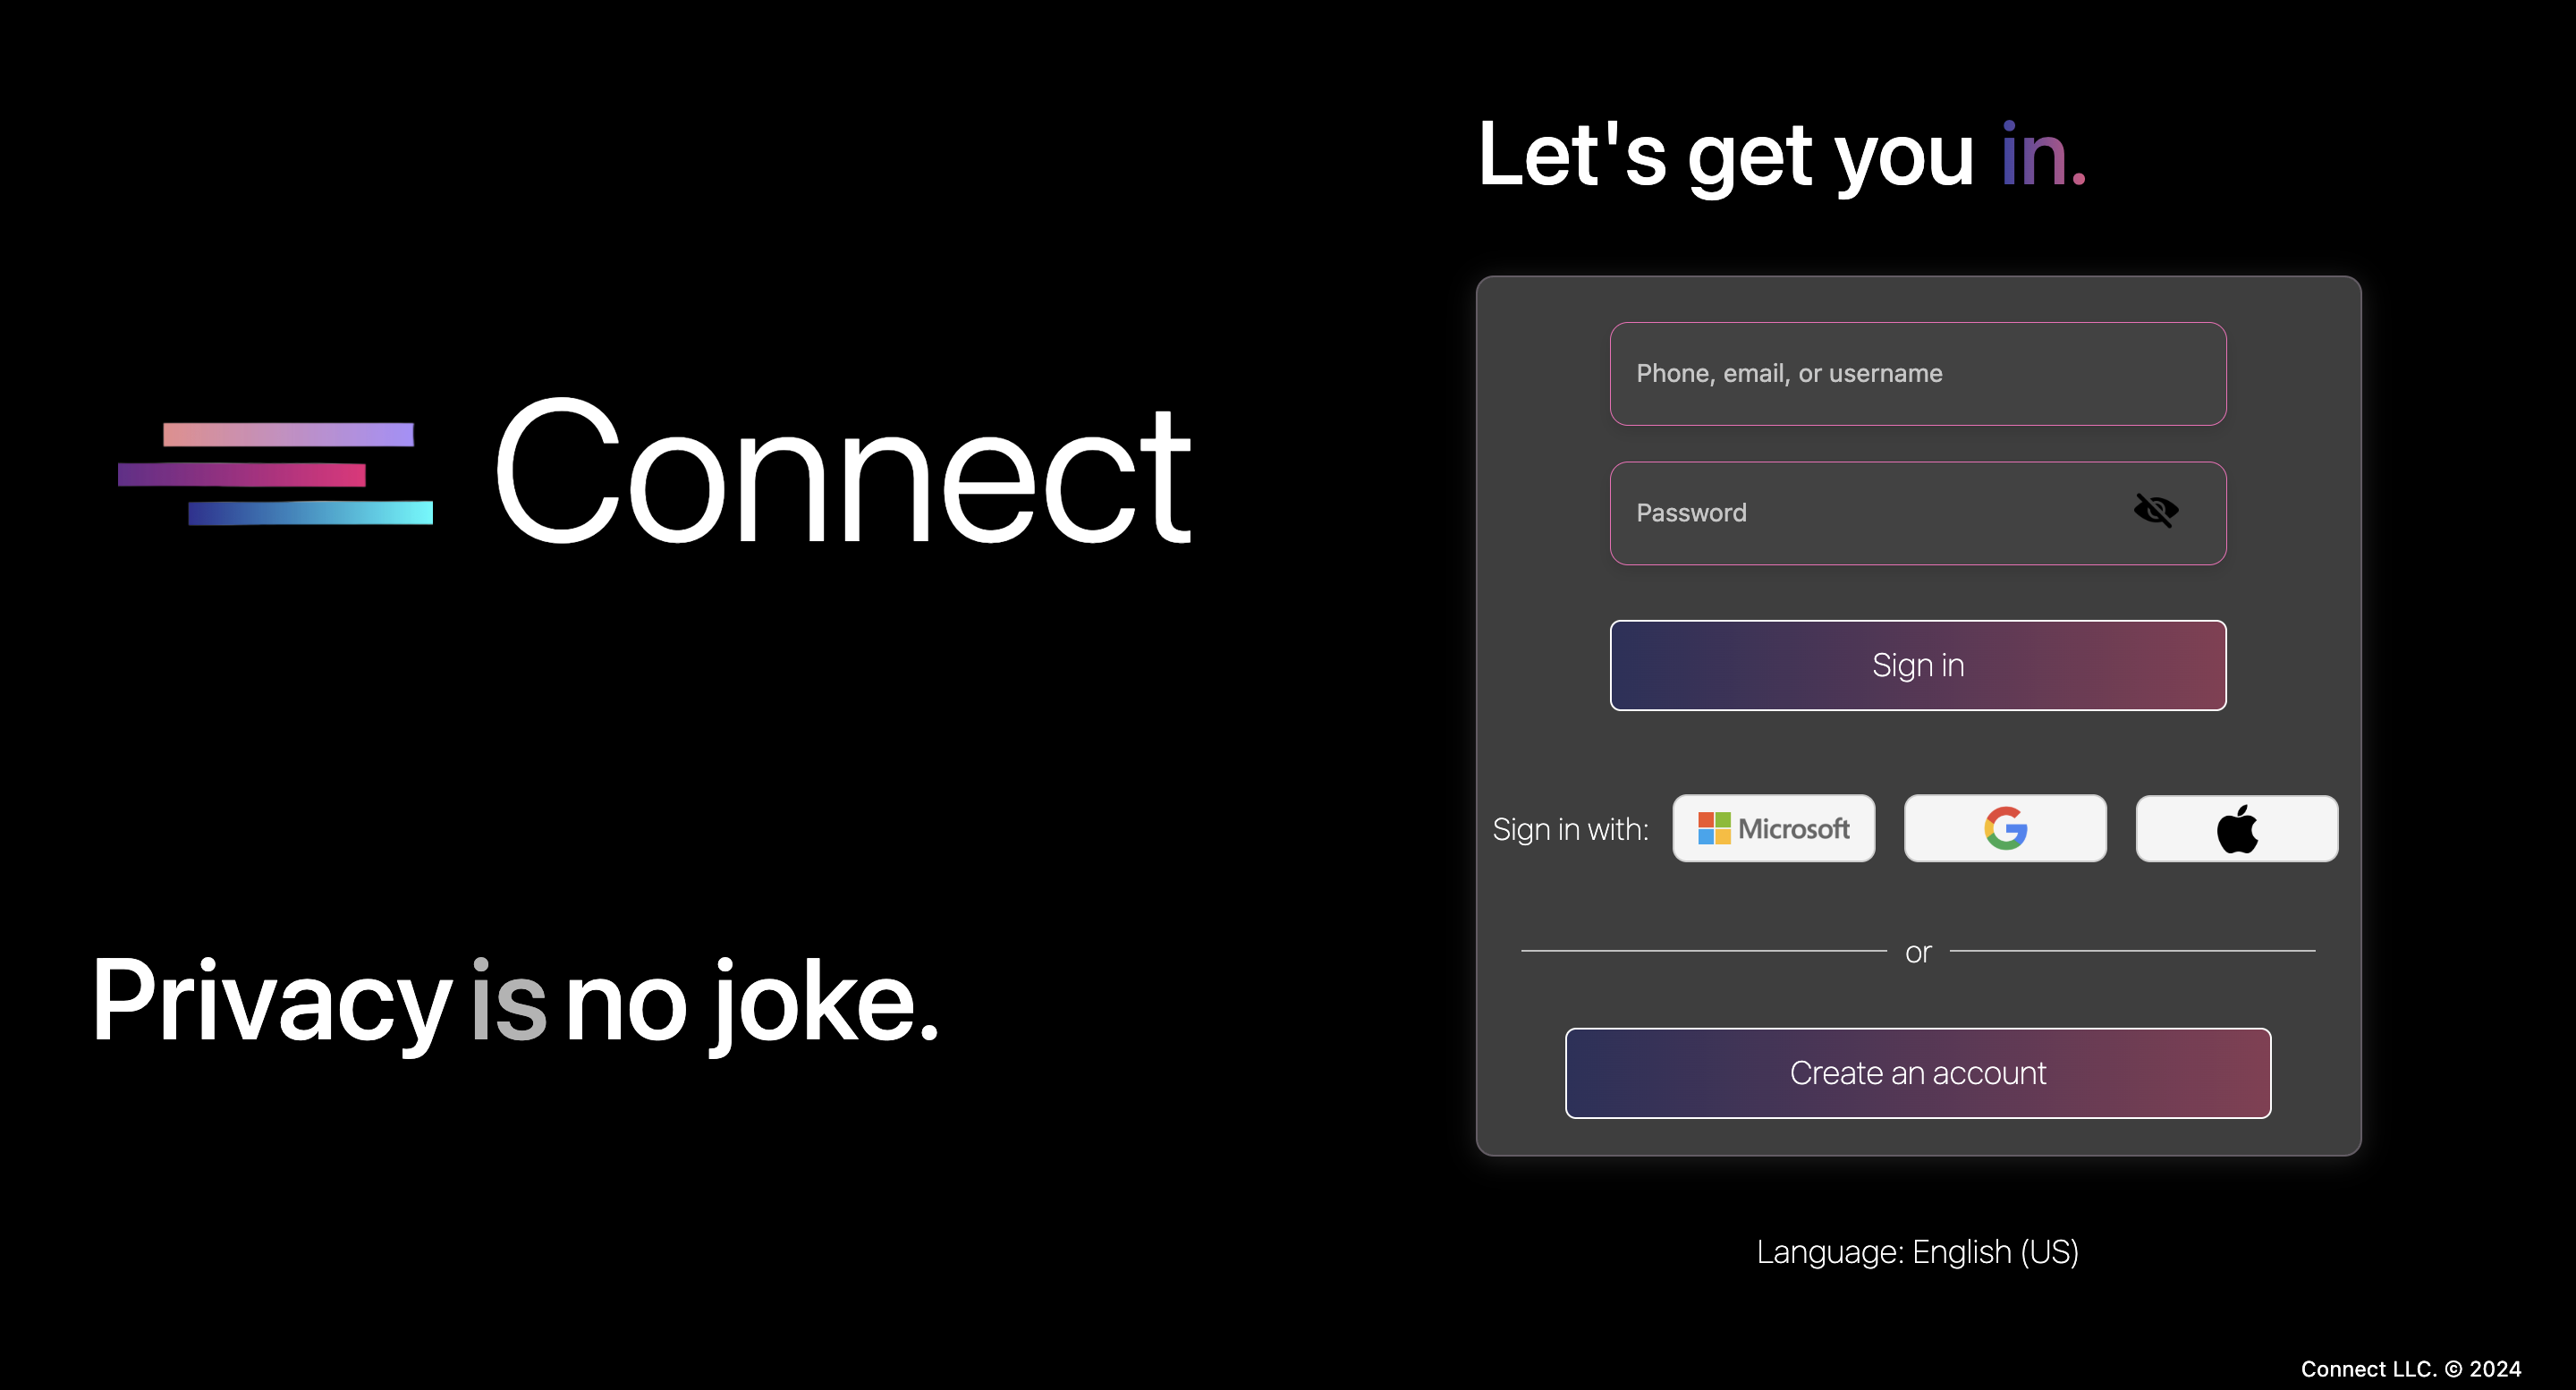 Connect
Privacy is no joke.
Let's get you in.
Phone, email, or username
Password
Sign in
Sign in with: Microsoft
or
Create an account
Language: English (US)
Connect LLC. © 2024